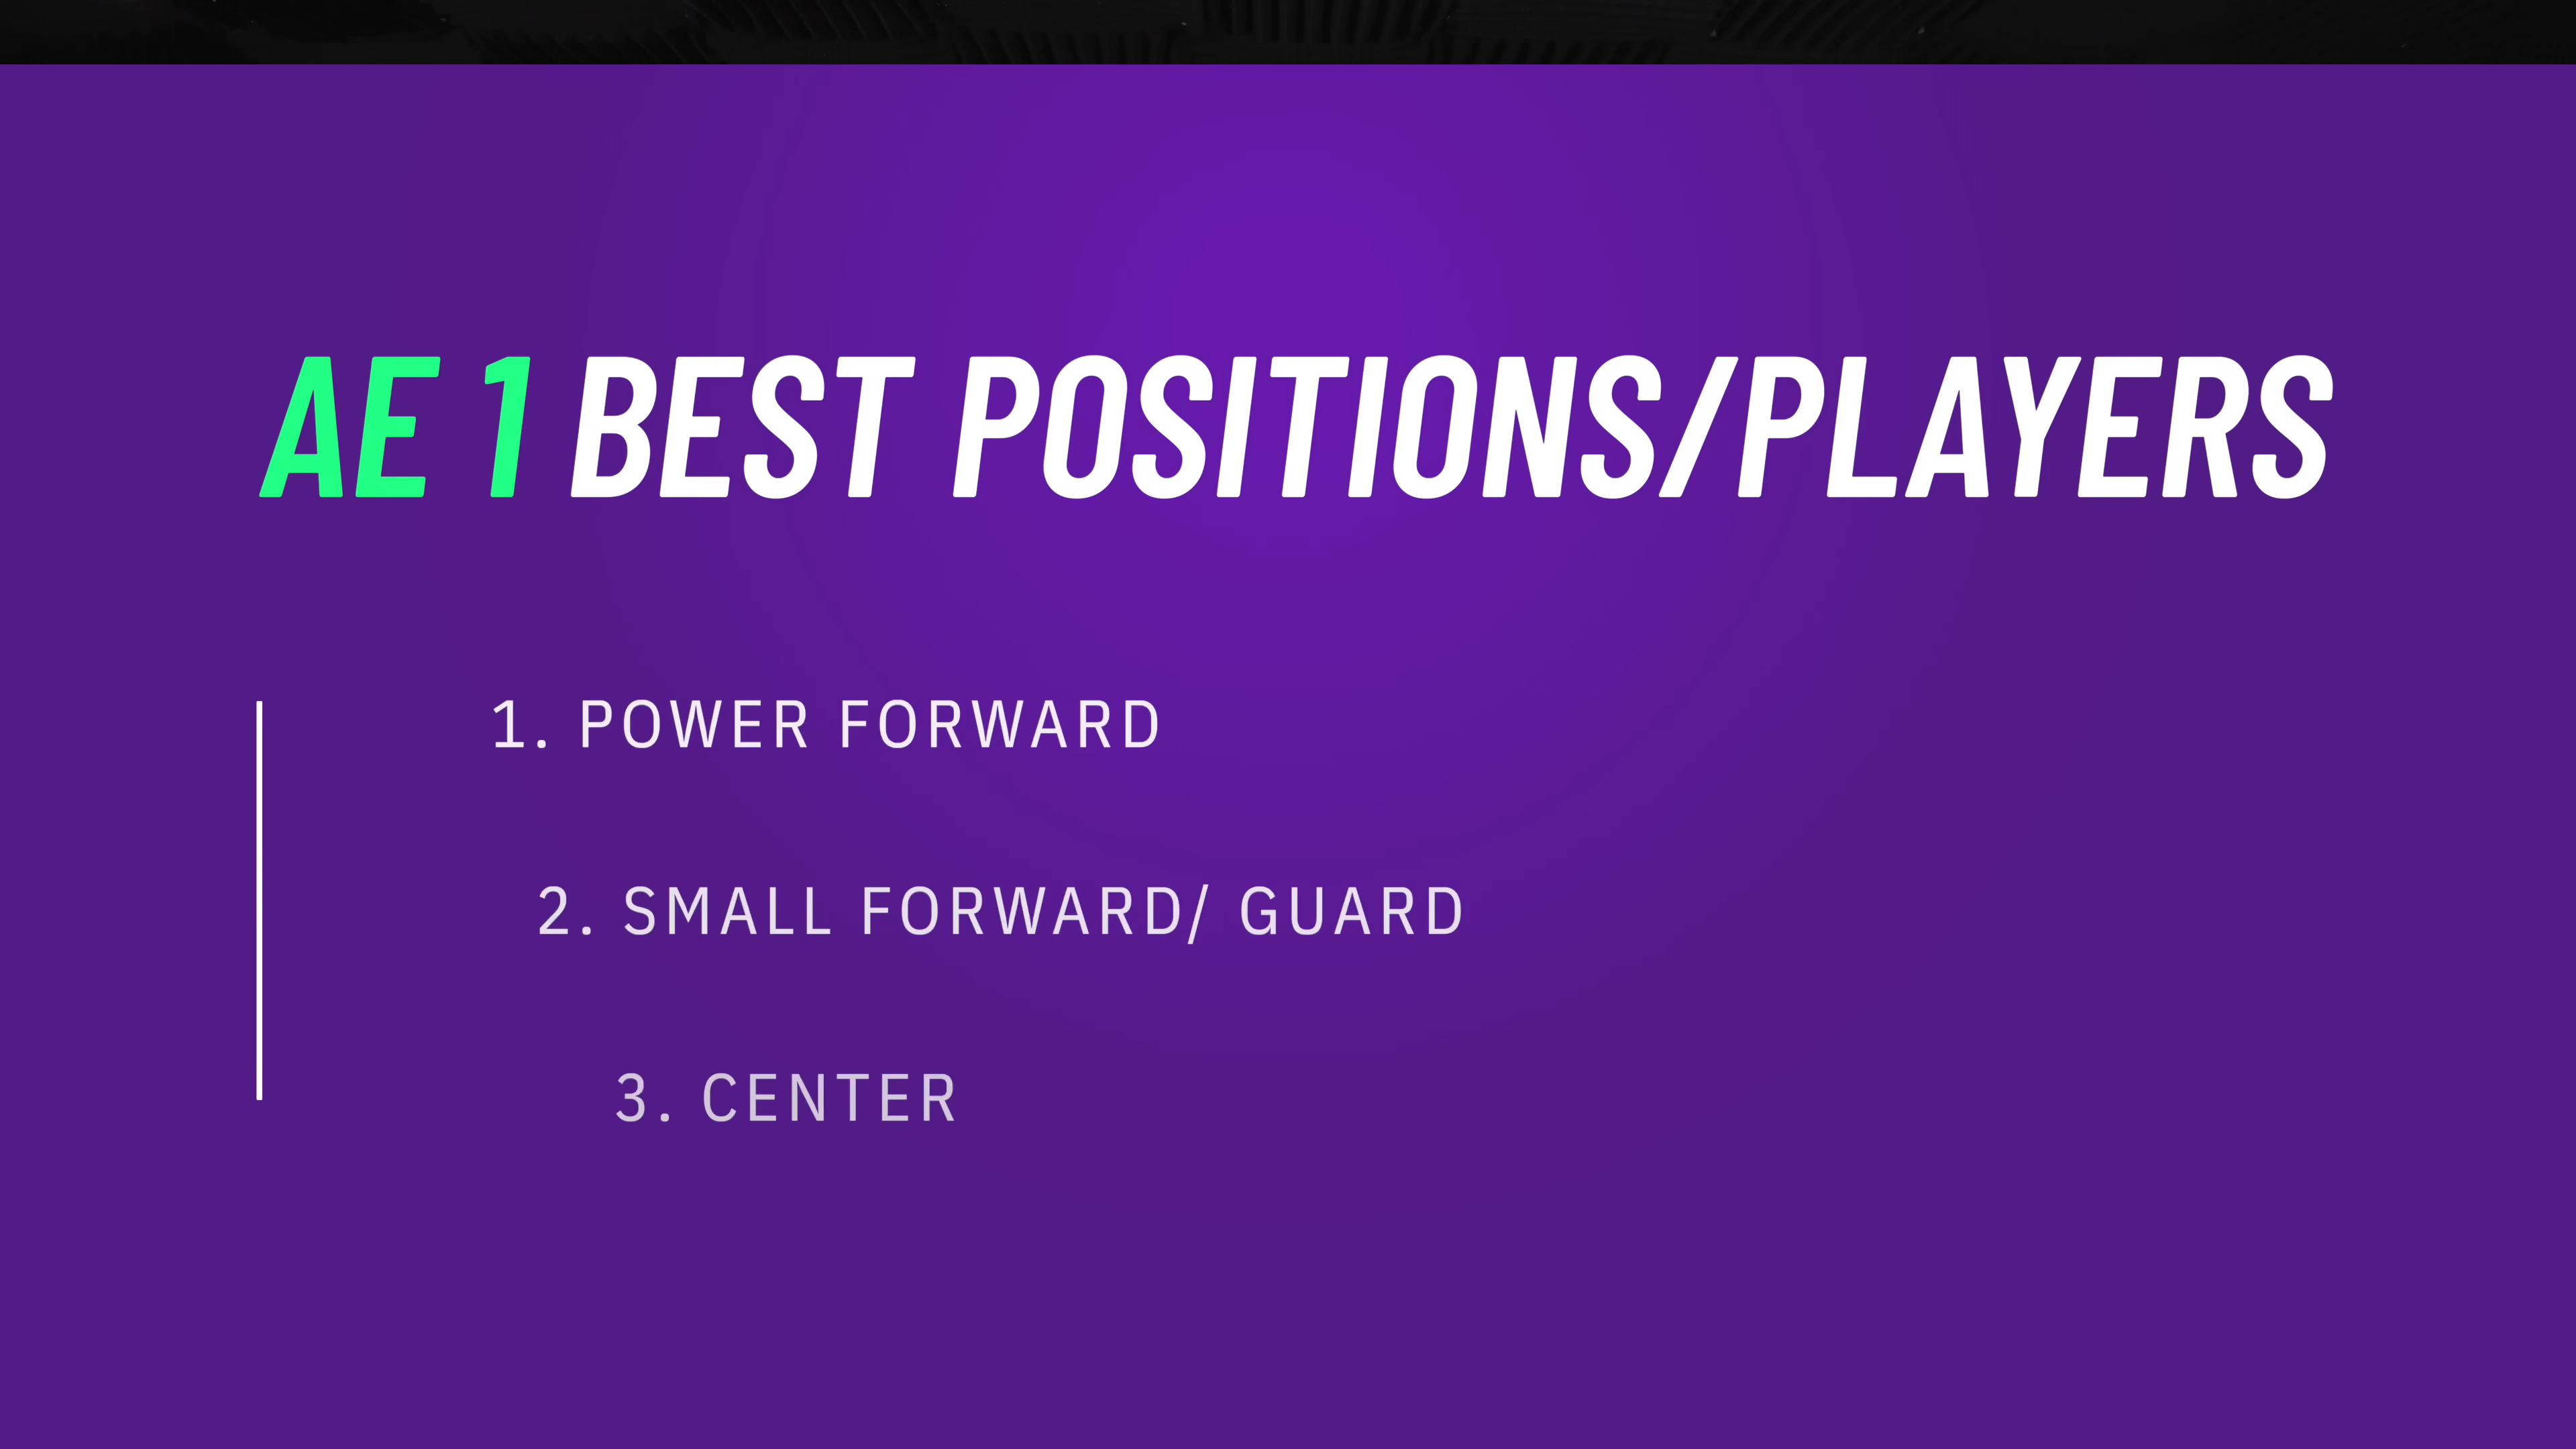 AE 1 BEST POSITIONS/PLAYERS
1. POWER FORWARD
2. SMALL FORWARD/ GUARD
3. CENTER